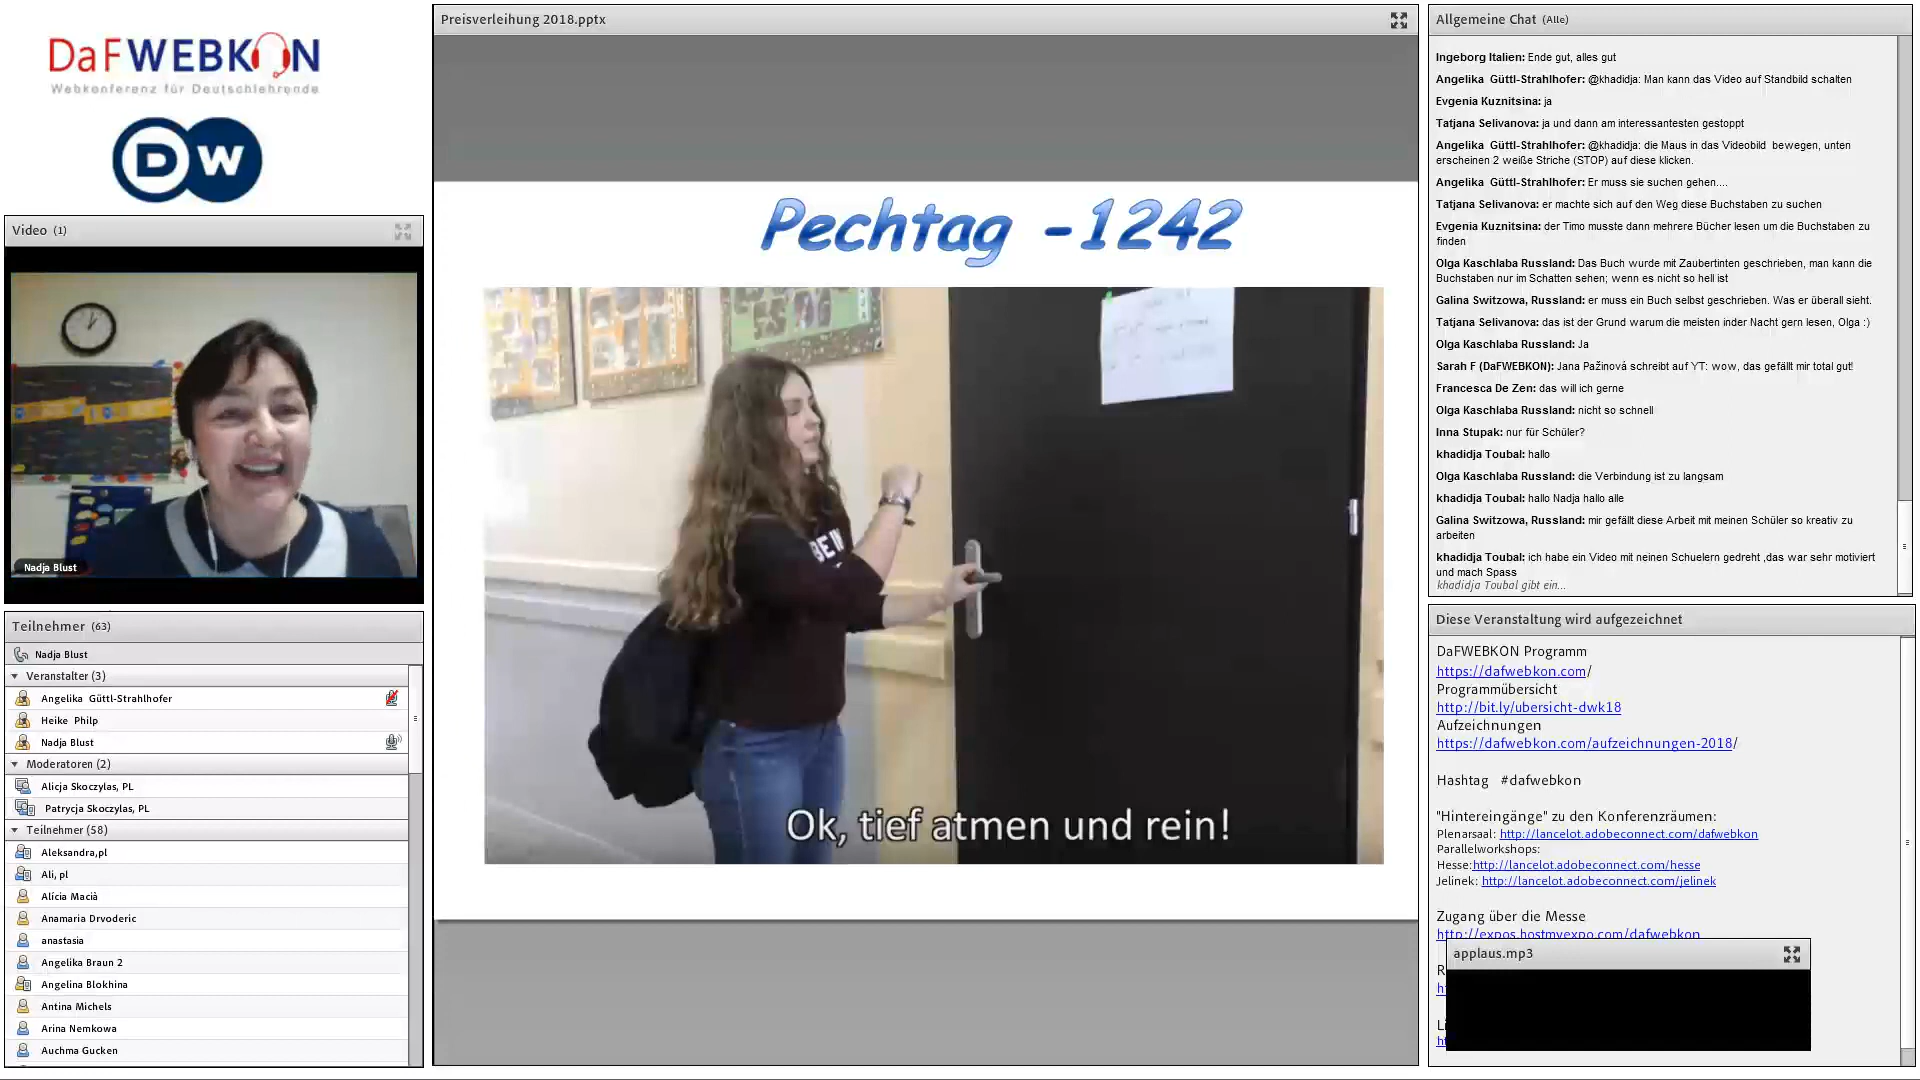 DaFWEBKON
Webkonferenz für Deutschlehrende
DW
Video (1)
Nadja Blust
Teilnehmer (63)
Nadja Blust
Veranstalter (3)
Angelika Güttl-Strahlhofer
Heike Philp
Nadja Blust
Moderatoren (2)
Alicja Skoczylas, PL
Patrycja Skoczylas, PL
Teilnehmer (58)
Aleksandra,pl
Ali, pl
Alícia Macià
Anamaria Drvoderic
anastasia
Angelika Braun 2
Angelina Blokhina
Antina Michels
Arina Nemkowa
Auchma Gucken
Preisverleihung 2018.pptx
Pechtag -1242
Ok, tief atmen und rein!
Allgemeine Chat (Alle)
Ingeborg Italien: Ende gut, alles gut
Angelika Güttl-Strahlhofer: @khadidja: Man kann das Video auf Standbild schalten
Evgenia Kuznitsina: ja
Tatjana Selivanova: ja und dann am interessantesten gestoppt
Angelika Güttl-Strahlhofer: @khadidja: die Maus in das Videobild bewegen, unten
erscheinen 2 weiße Striche (STOP) auf diese klicken.
Angelika Güttl-Strahlhofer: Er muss sie suchen gehen....
Tatjana Selivanova: er machte sich auf den Weg diese Buchstaben zu suchen
Evgenia Kuznitsina: der Timo musste dann mehrere Bücher lesen um die Buchstaben zu
finden
Olga Kaschlaba Russland: Das Buch wurde mit Zaubertinten geschrieben, man kann die
Buchstaben nur im Schatten sehen; wenn es nicht so hell ist
Galina Switzowa, Russland: er muss ein Buch selbst geschrieben. Was er überall sieht.
Tatjana Selivanova: das ist der Grund warum die meisten inder Nacht gern lesen, Olga :)
Olga Kaschlaba Russland: Ja
Sarah F (DaFWEBKON): Jana Pažinová schreibt auf YT: wow, das gefällt mir total gut!
Francesca De Zen: das will ich gerne
Olga Kaschlaba Russland: nicht so schnell
Inna Stupak: nur für Schüler?
khadidja Toubal: hallo
Olga Kaschlaba Russland: die Verbindung ist zu langsam
khadidja Toubal: hallo Nadja hallo alle
Galina Switzowa, Russland: mir gefällt diese Arbeit mit meinen Schüler so kreativ zu
arbeiten
khadidja Toubal: ich habe ein Video mit neinen Schuelern gedreht ,das war sehr motiviert
und mach Spass
khadidja Toubal gibt ein...
Diese Veranstaltung wird aufgezeichnet
DaFWEBKON Programm
https://dafwebkon.com/
Programmübersicht
http://bit.ly/ubersicht-dwk18
Aufzeichnungen
https://dafwebkon.com/aufzeichnungen-2018/
Hashtag #dafwebkon
"Hintereingänge" zu den Konferenzräumen:
Plenarsaal: http://lancelot.adobeconnect.com/dafwebkon
Parallelworkshops:
Hesse:http://lancelot.adobeconnect.com/hesse
Jelinek: http://lancelot.adobeconnect.com/jelinek
Zugang über die Messe
http://expos.hostmyexpo.com/dafwebkon
applaus.mp3